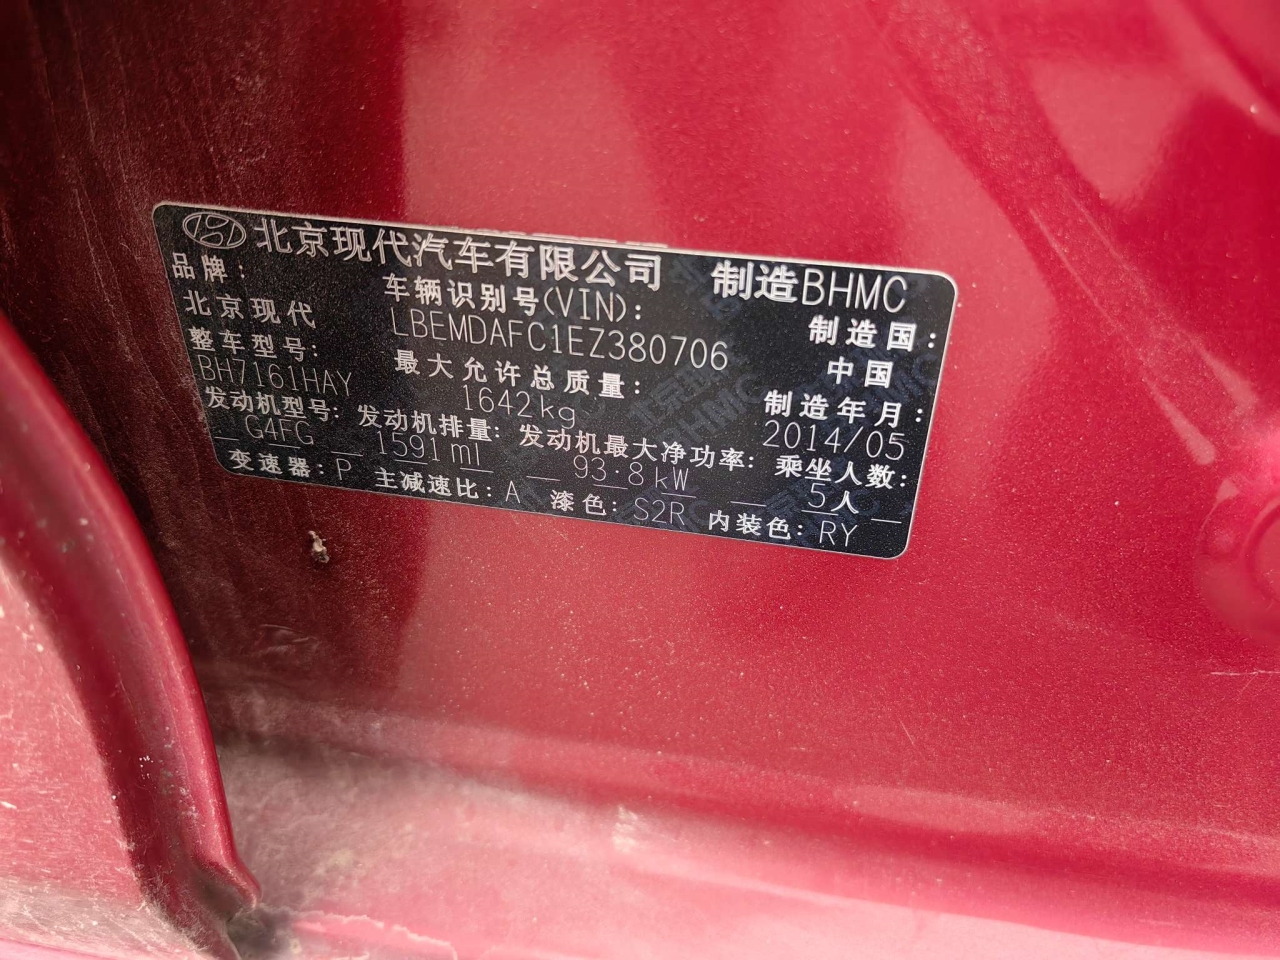 北京现代汽车有限公司 制造BHMC
品牌: 车辆识别号(VIN): 制造国:
北京现代 LBEMDAFC1EZ380706 中国
整车型号: 最大允许总质量: 制造年月:
BH7161HAY 1642kg 2014/05
发动机型号: 发动机排量: 发动机最大净功率: 乘坐人数:
G4FG 1591ml 93.8kW 5人
变速器: P 主减速比: A 漆色: S2R 内装色: RY